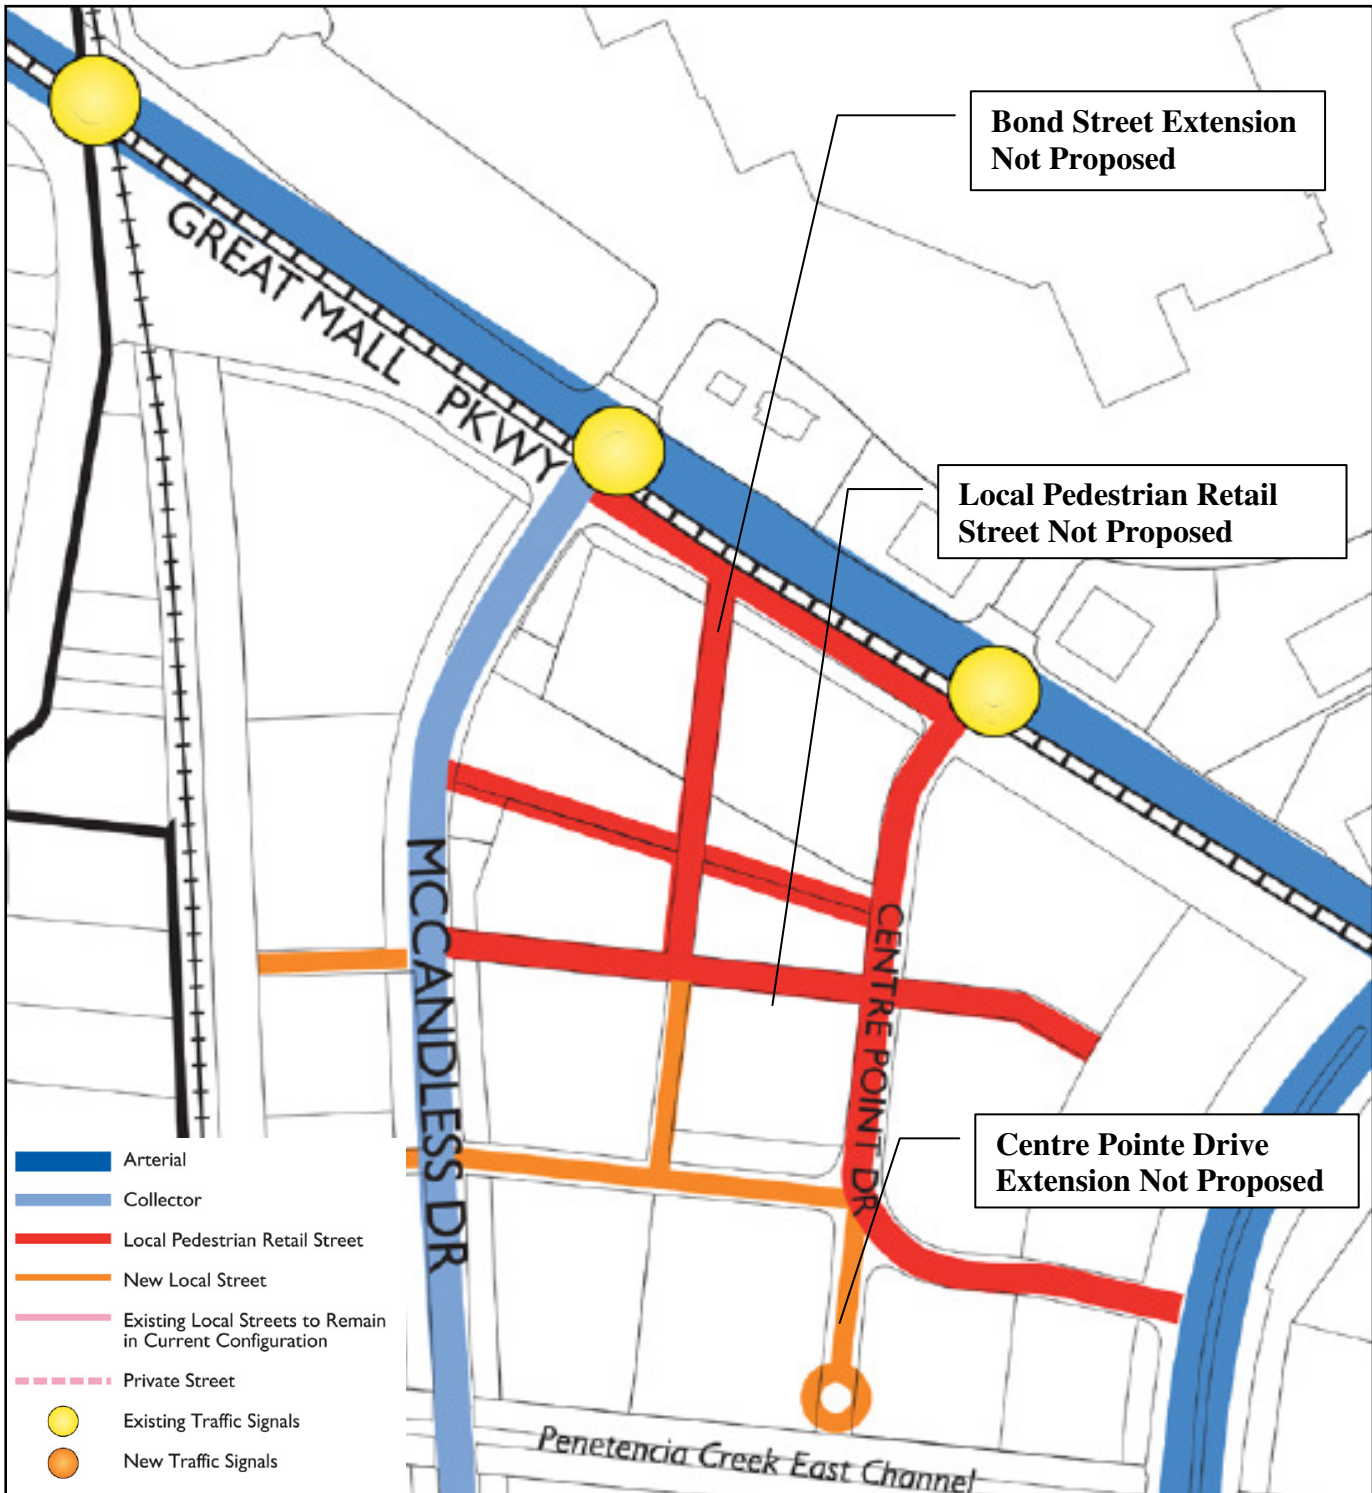 Bond Street Extension
Not Proposed
GREAT MALL PKWY
Local Pedestrian Retail
Street Not Proposed
MCCANDLESS DR
CENTRE POINT DR
Centre Pointe Drive
Extension Not Proposed
Arterial
Collector
Local Pedestrian Retail Street
New Local Street
Existing Local Streets to Remain
in Current Configuration
Private Street
Existing Traffic Signals
New Traffic Signals
Penetencia Creek East Channel